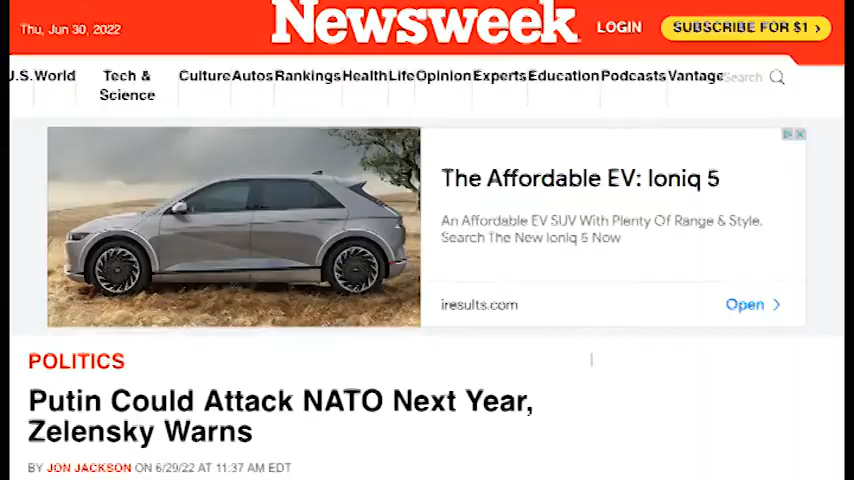 Newsweek
Thu, Jun 30, 2022
LOGIN
SUBSCRIBE FOR $1 >
U.S. World Tech & Science Culture Autos Rankings Health Life Opinion Experts Education Podcasts Vantage Search
The Affordable EV: Ioniq 5
An Affordable EV SUV With Plenty Of Range & Style.
Search The New Ioniq 5 Now
iresults.com
Open >
POLITICS
Putin Could Attack NATO Next Year,
Zelensky Warns
BY JON JACKSON ON 6/29/22 AT 11:37 AM EDT